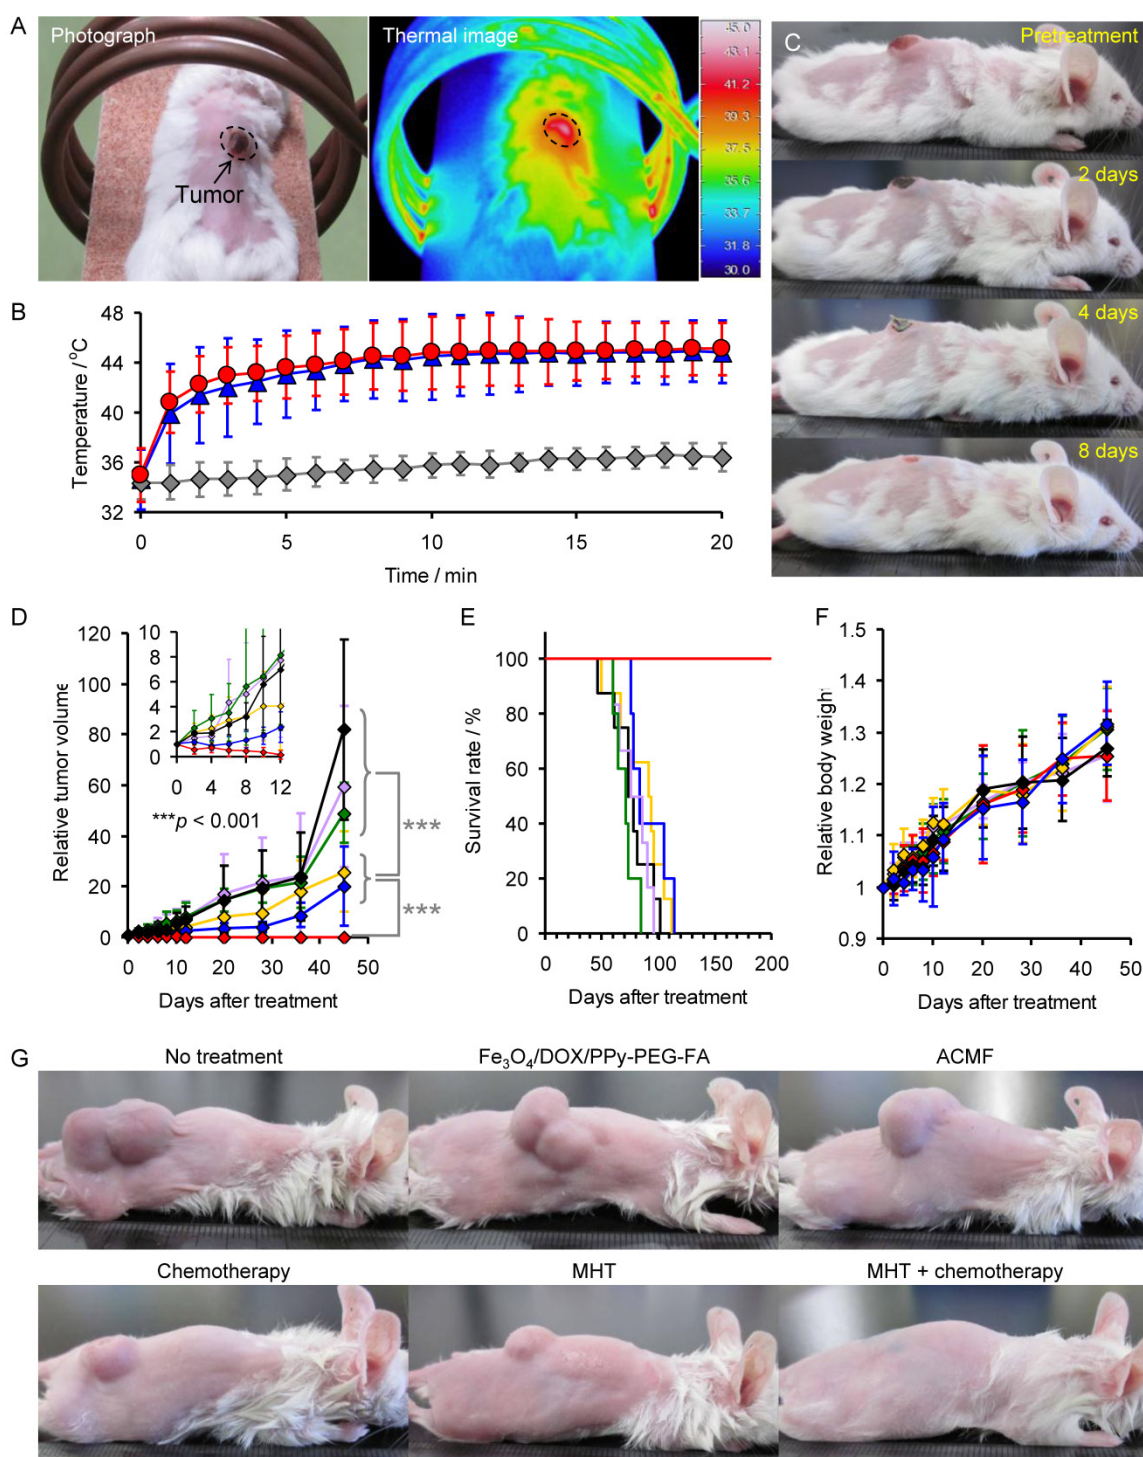 A
Photograph
Thermal image
Tumor
45.0
43.1
41.2
39.3
37.5
35.6
33.7
31.8
30.0
C
Pretreatment
2 days
4 days
8 days
B
Temperature / °C
48
44
40
36
32
0 5 10 15 20
Time / min
D
Relative tumor volume
120
100
80
60
40
20
0
10
8
6
4
2
0
0 4 8 12
***p < 0.001
***
***
0 10 20 30 40 50
Days after treatment
E
Survival rate / %
100
80
60
40
20
0
0 50 100 150 200
Days after treatment
F
Relative body weight
1.5
1.4
1.3
1.2
1.1
1
0.9
0 10 20 30 40 50
Days after treatment
G
No treatment
Fe₃O₄/DOX/PPy-PEG-FA
ACMF
Chemotherapy
MHT
MHT + chemotherapy